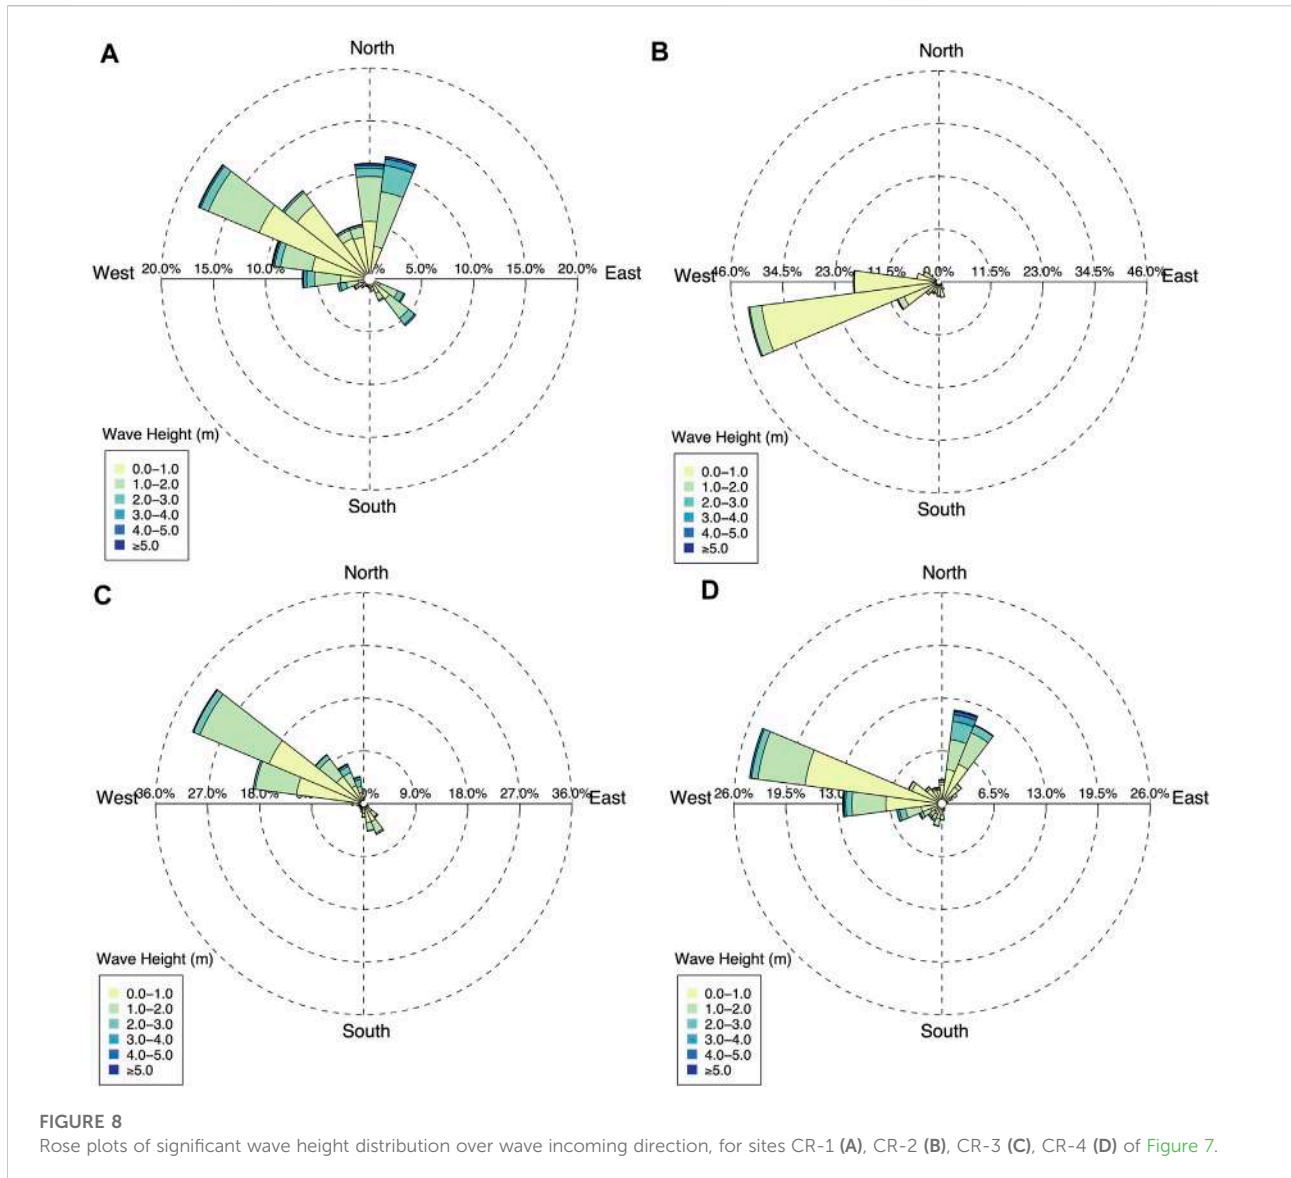 A
North
West
20.0% 15.0% 10.0% % 5.0% 10.0% 15.0% 20.0%
East
South
Wave Height (m)
0.0–1.0
1.0–2.0
2.0–3.0
3.0–4.0
4.0–5.0
≥5.0
B
North
West
46.0% 34.5% 23.0% 11.5% 0.0% 11.5% 23.0% 34.5% 46.0%
East
South
Wave Height (m)
0.0–1.0
1.0–2.0
2.0–3.0
3.0–4.0
4.0–5.0
≥5.0
C
North
West
36.0% 27.0% 18.0% % 9.0% 18.0% 27.0% 36.0%
East
South
Wave Height (m)
0.0–1.0
1.0–2.0
2.0–3.0
3.0–4.0
4.0–5.0
≥5.0
D
North
West
26.0% 19.5% 13.0% 6.5% 13.0% 19.5% 26.0%
East
South
Wave Height (m)
0.0–1.0
1.0–2.0
2.0–3.0
3.0–4.0
4.0–5.0
≥5.0
FIGURE 8
Rose plots of significant wave height distribution over wave incoming direction, for sites CR-1 (A), CR-2 (B), CR-3 (C), CR-4 (D) of Figure 7.